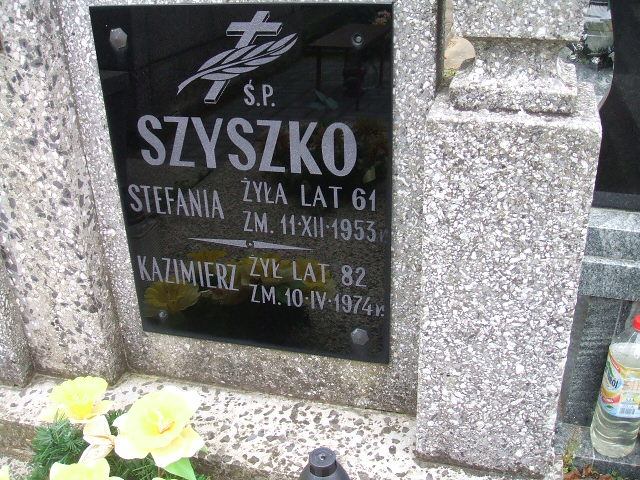 Ś.P.
SZYSZKO
STEFANIA ŻYŁA LAT 61
ZM. 11·XII·1953 r.
KAZIMIERZ ŻYŁ LAT 82
ZM. 10·IV·1974 r.